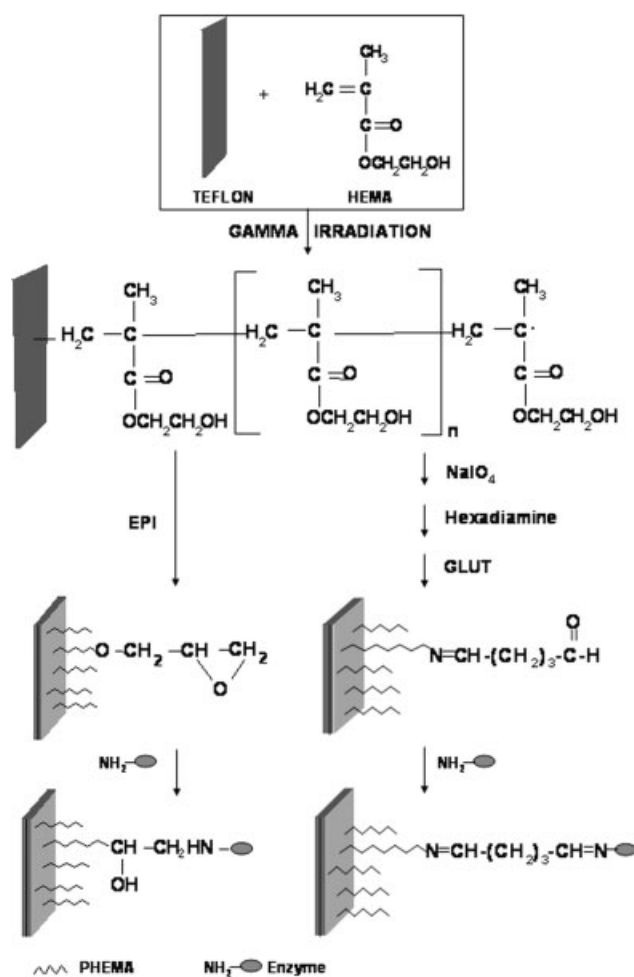 CH3
H2C = C
C = O
+
OCH2CH2OH
TEFLON HEMA
GAMMA IRRADIATION
CH3 CH3 CH3
H2C — C — H2C — C — H2C — C·
C = O C = O C = O
OCH2CH2OH OCH2CH2OH n OCH2CH2OH
NaIO4
EPI Hexadiamine
GLUT
O–CH2–CH–CH2
O
O
N=CH-(CH2)3-C-H
NH2 NH2
CH – CH2HN –
OH
N=CH-(CH2)3-CH=N-
PHEMA NH2 Enzyme